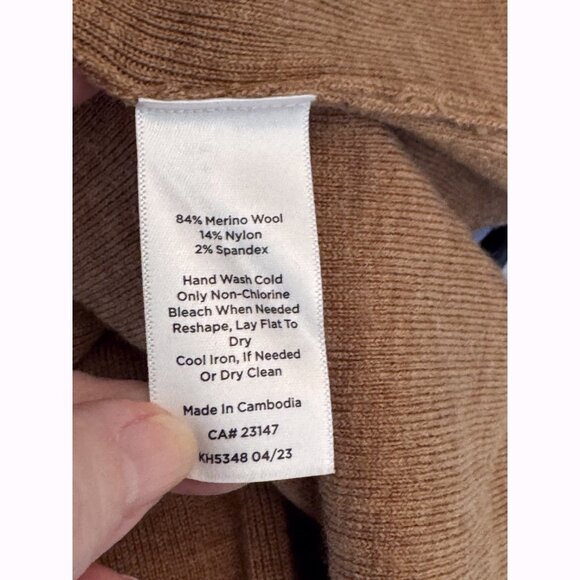 84% Merino Wool
14% Nylon
2% Spandex
Hand Wash Cold
Only Non-Chlorine
Bleach When Needed
Reshape, Lay Flat To
Dry
Cool Iron, If Needed
Or Dry Clean
Made In Cambodia
CA# 23147
KH5348 04/23